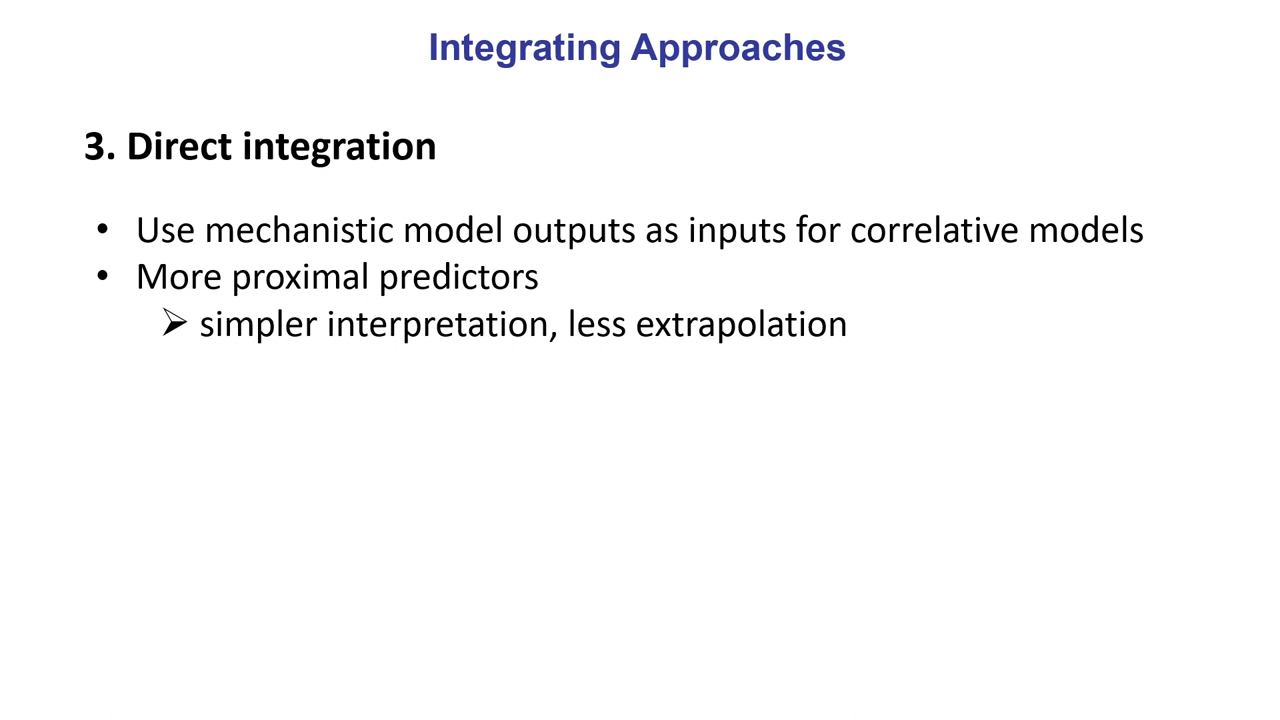 Integrating Approaches
3. Direct integration
• Use mechanistic model outputs as inputs for correlative models
• More proximal predictors
➢ simpler interpretation, less extrapolation